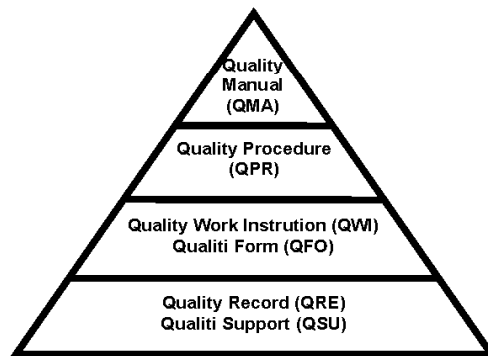 Quality
Manual
(QMA)
Quality Procedure
(QPR)
Quality Work Instrution (QWI)
Qualiti Form (QFO)
Quality Record (QRE)
Qualiti Support (QSU)